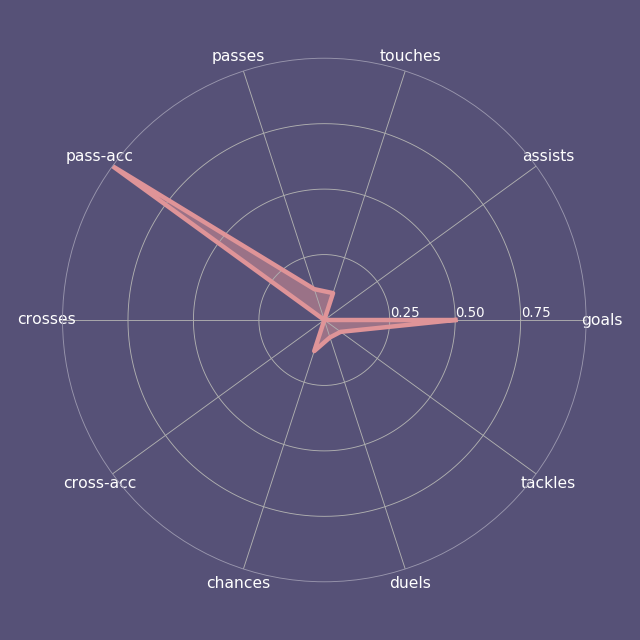 passes
touches
pass-acc
assists
crosses
0.25
0.50
0.75
goals
cross-acc
tackles
chances
duels